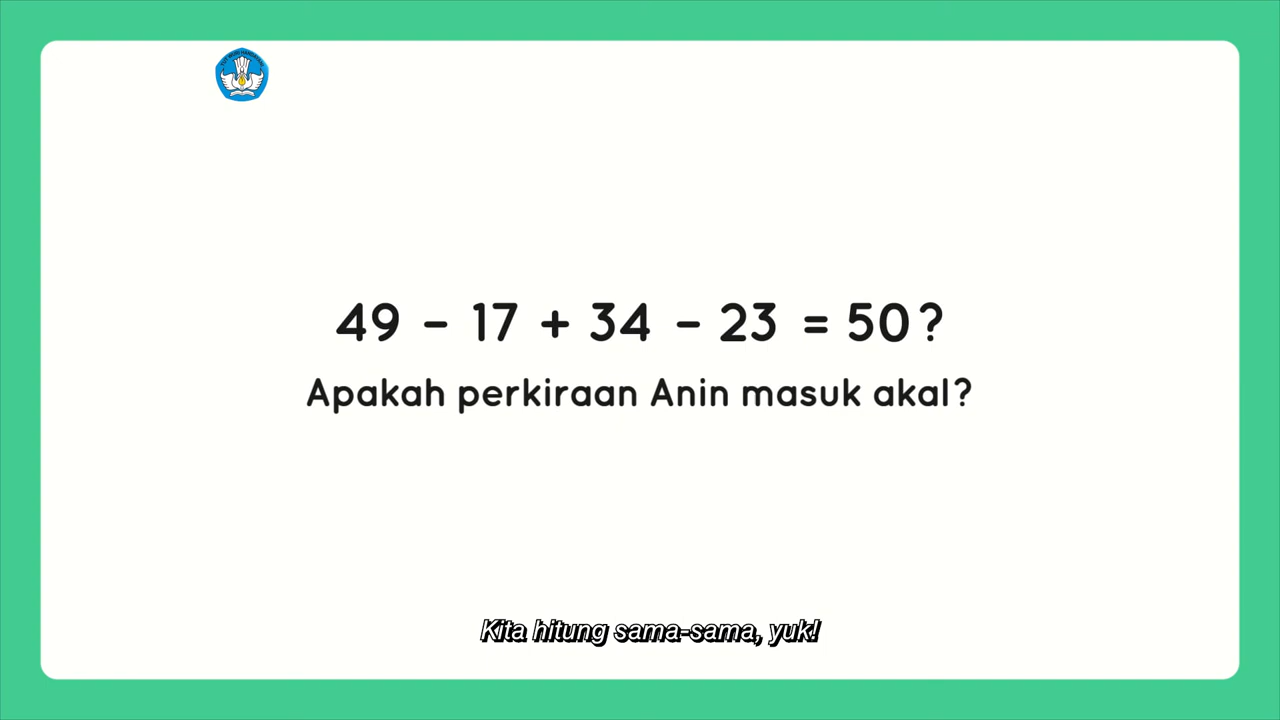 49 – 17 + 34 – 23 = 50?
Apakah perkiraan Anin masuk akal?
Kita hitung sama-sama, yuk!